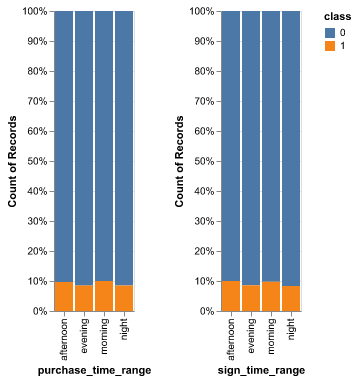 100%
90%
80%
70%
60%
50%
40%
30%
20%
10%
0%
Count of Records
afternoon
evening
morning
night
purchase_time_range
100%
90%
80%
70%
60%
50%
40%
30%
20%
10%
0%
Count of Records
afternoon
evening
morning
night
sign_time_range
class
0
1